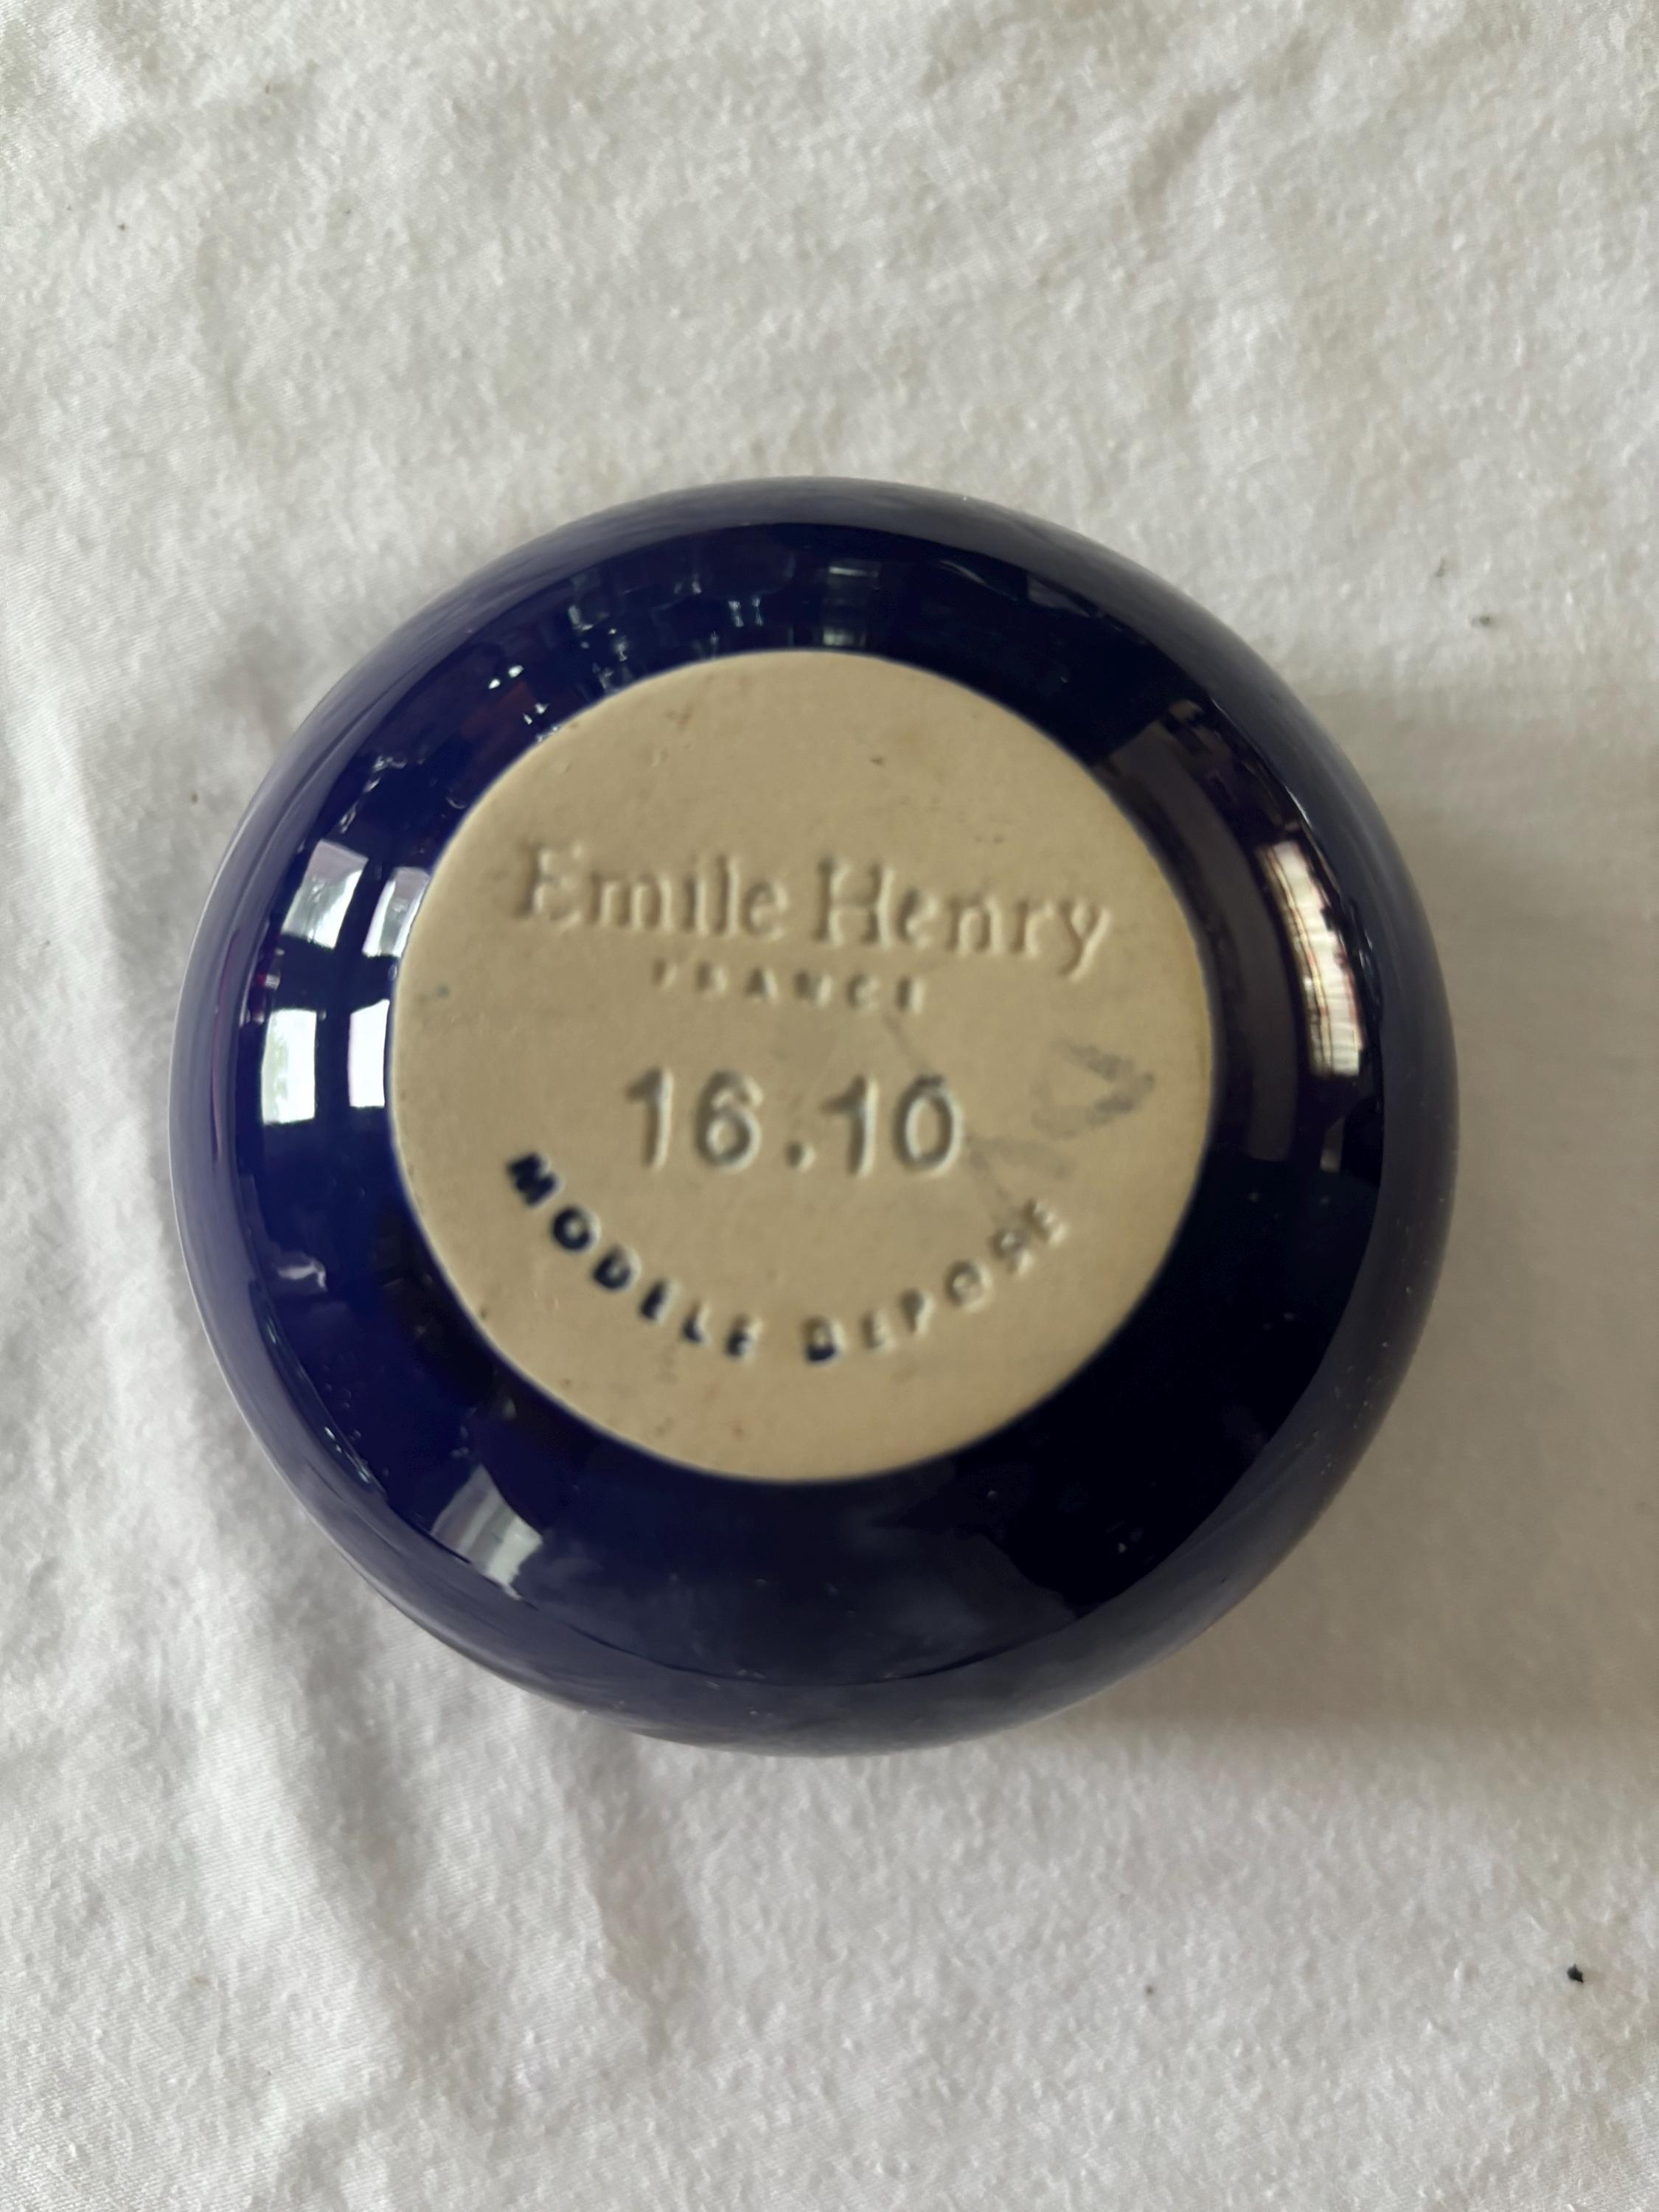 Emile Henry
FRANCE
16.10
MODELE DEPOSE